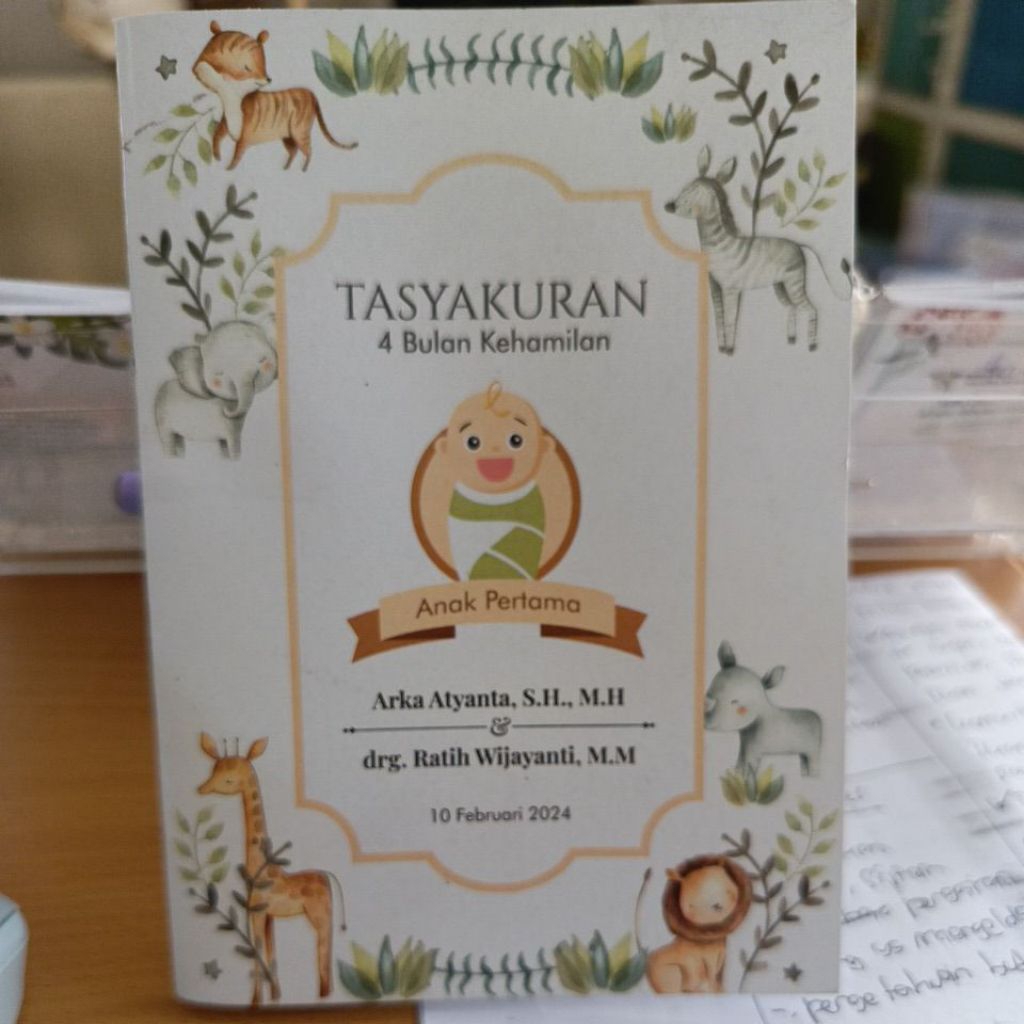 TASYAKURAN
4 Bulan Kehamilan
Anak Pertama
Arka Atyanta, S.H., M.H
&
drg. Ratih Wijayanti, M.M
10 Februari 2024